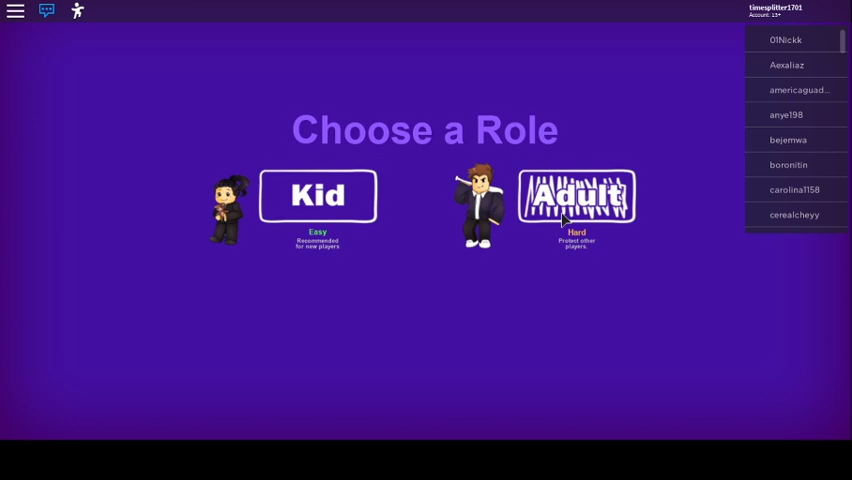 timesplitter1701
Account: 13+
01Nickk
Aexaliaz
americaguad...
anye198
bejemwa
boronitin
carolina1158
cerealcheyy
Choose a Role
Kid
Easy
Recommended
for new players
Adult
Hard
Protect other
players.